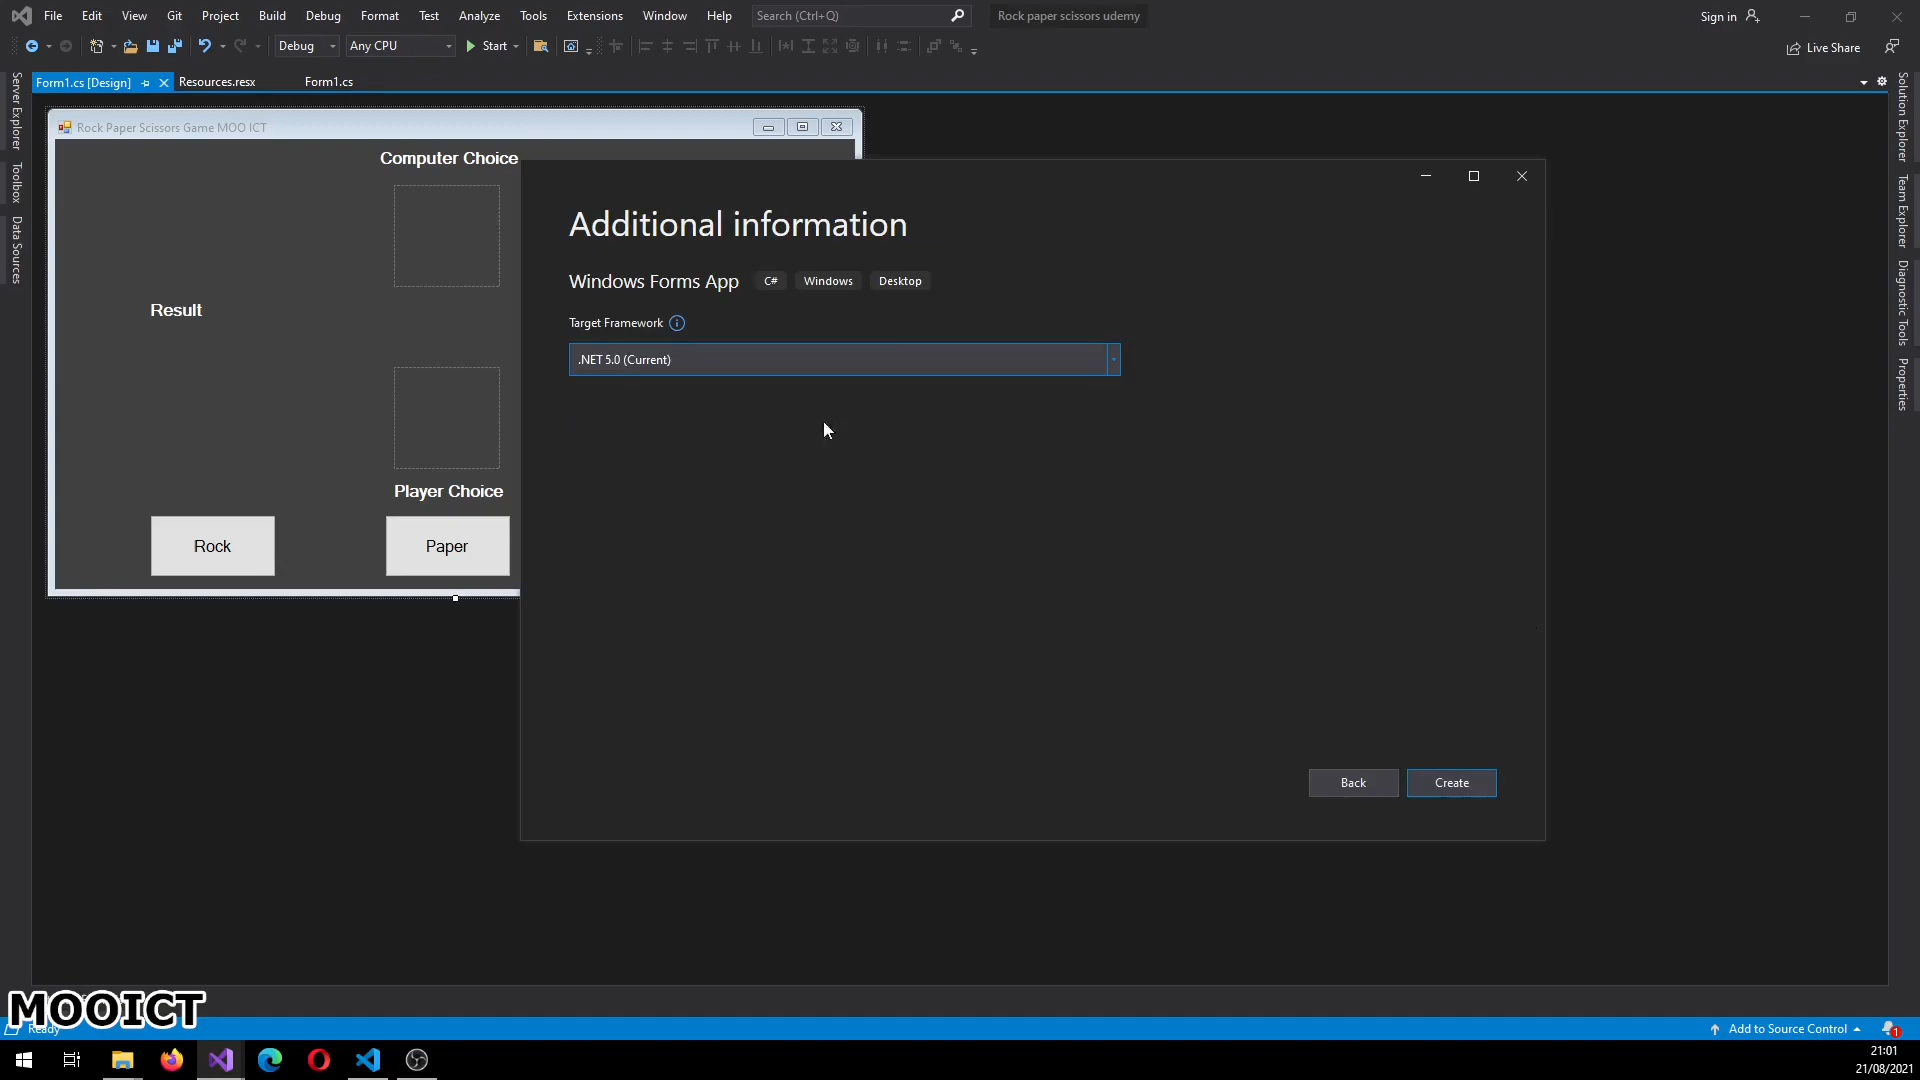 File Edit View Git Project Build Debug Format Test Analyze Tools Extensions Window Help Search (Ctrl+Q) Rock paper scissors udemy Sign in
Debug Any CPU Start Live Share
Form1.cs [Design] Resources.resx Form1.cs
Server Explorer
Toolbox
Data Sources
Solution Explorer
Team Explorer
Diagnostic Tools
Properties
Rock Paper Scissors Game MOO ICT
Computer Choice
Result
Player Choice
Rock Paper
Additional information
Windows Forms App C# Windows Desktop
Target Framework
.NET 5.0 (Current)
Back Create
MOOICT
Ready Add to Source Control 1
21:01
21/08/2021